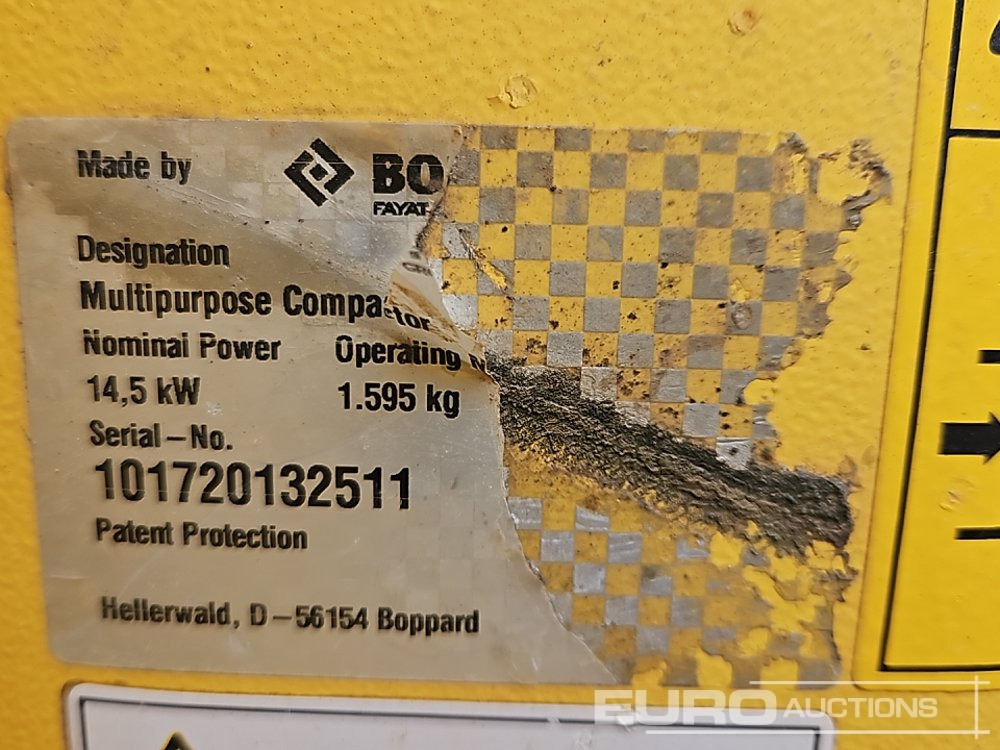 Made by BO
FAYAT
Designation
Multipurpose Compactor
Nominal Power Operating
14,5 kW 1.595 kg
Serial-No.
101720132511
Patent Protection
Hellerwald, D-56154 Boppard
EURO AUCTIONS